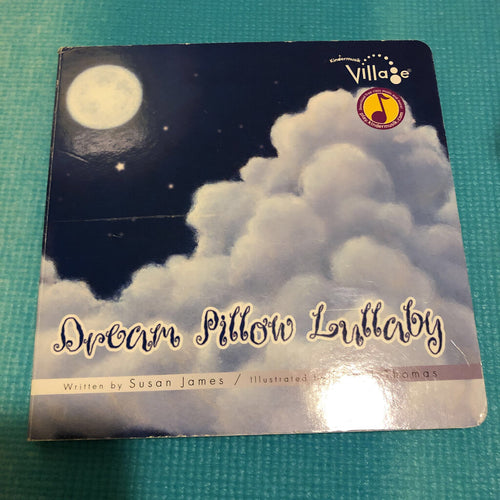 Kindermusik
Village®
Dream Pillow Lullaby
Written by Susan James / Illustrated Thomas